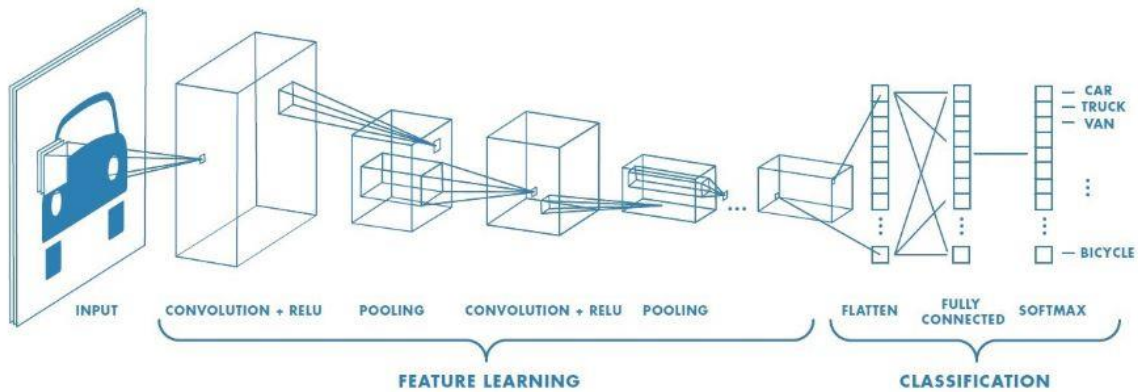 CAR
TRUCK
VAN
BICYCLE
INPUT
CONVOLUTION + RELU
POOLING
CONVOLUTION + RELU
POOLING
FLATTEN
FULLY
CONNECTED
SOFTMAX
FEATURE LEARNING
CLASSIFICATION